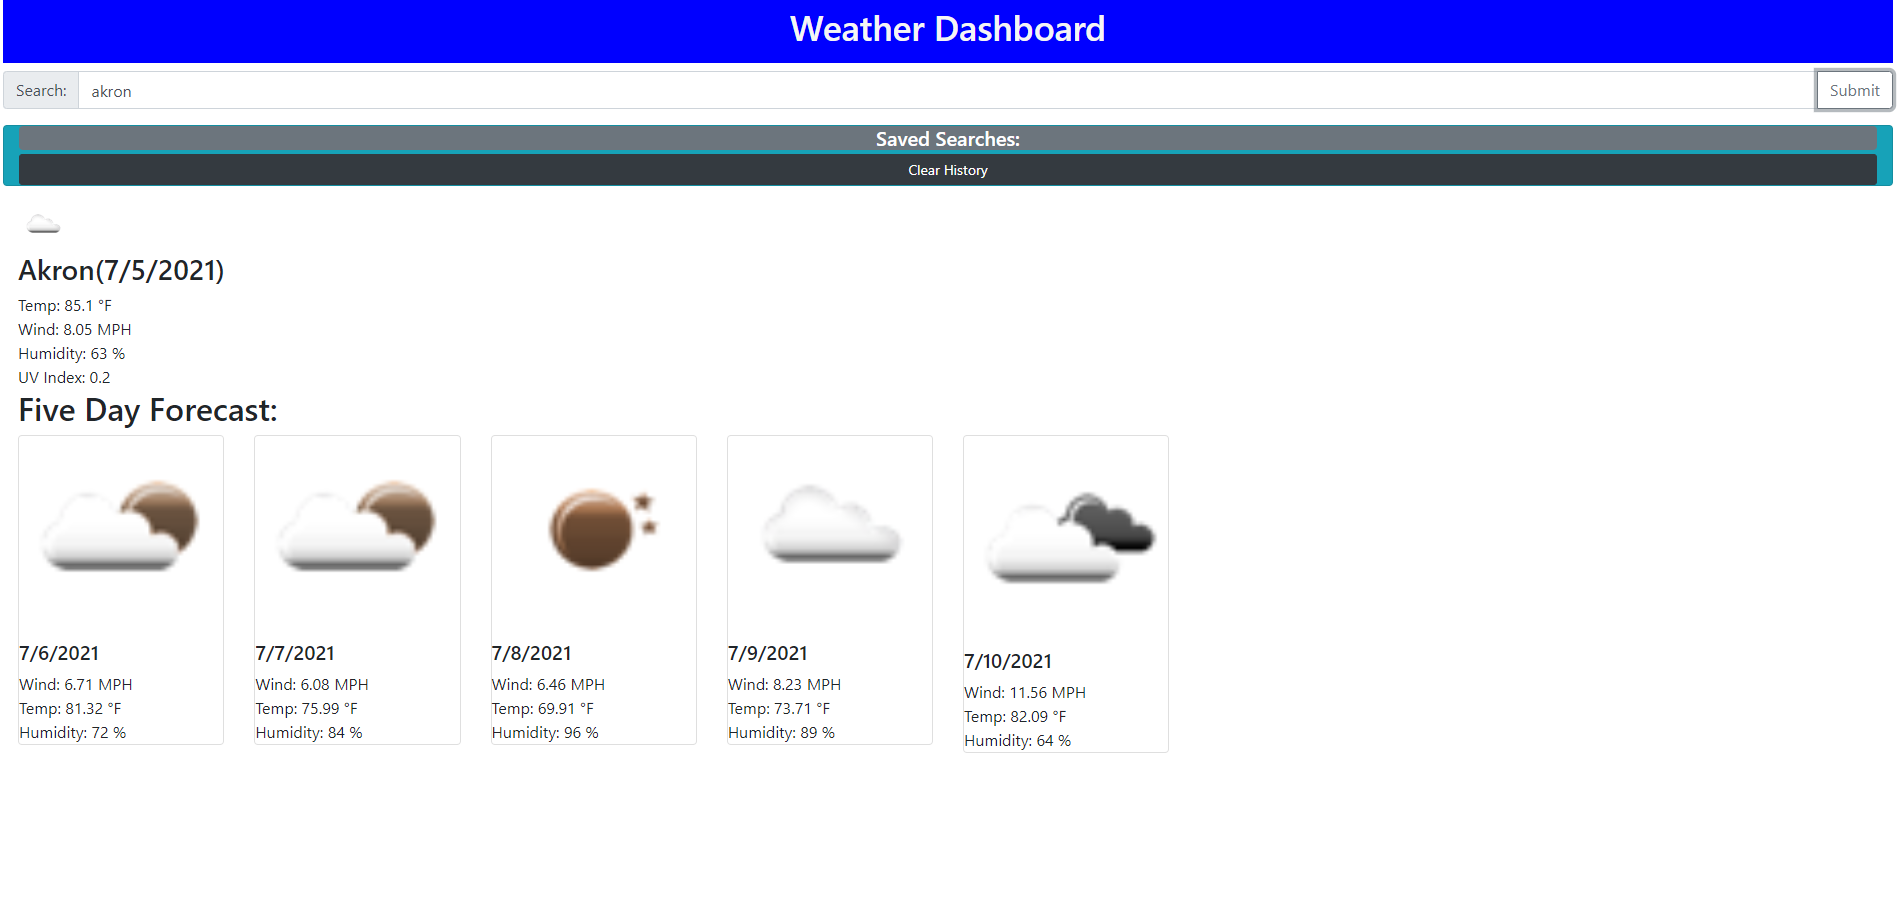 Weather Dashboard
Search: akron Submit
Saved Searches:
Clear History
Akron(7/5/2021)
Temp: 85.1 °F
Wind: 8.05 MPH
Humidity: 63 %
UV Index: 0.2
Five Day Forecast:
7/6/2021
Wind: 6.71 MPH
Temp: 81.32 °F
Humidity: 72 %
7/7/2021
Wind: 6.08 MPH
Temp: 75.99 °F
Humidity: 84 %
7/8/2021
Wind: 6.46 MPH
Temp: 69.91 °F
Humidity: 96 %
7/9/2021
Wind: 8.23 MPH
Temp: 73.71 °F
Humidity: 89 %
7/10/2021
Wind: 11.56 MPH
Temp: 82.09 °F
Humidity: 64 %